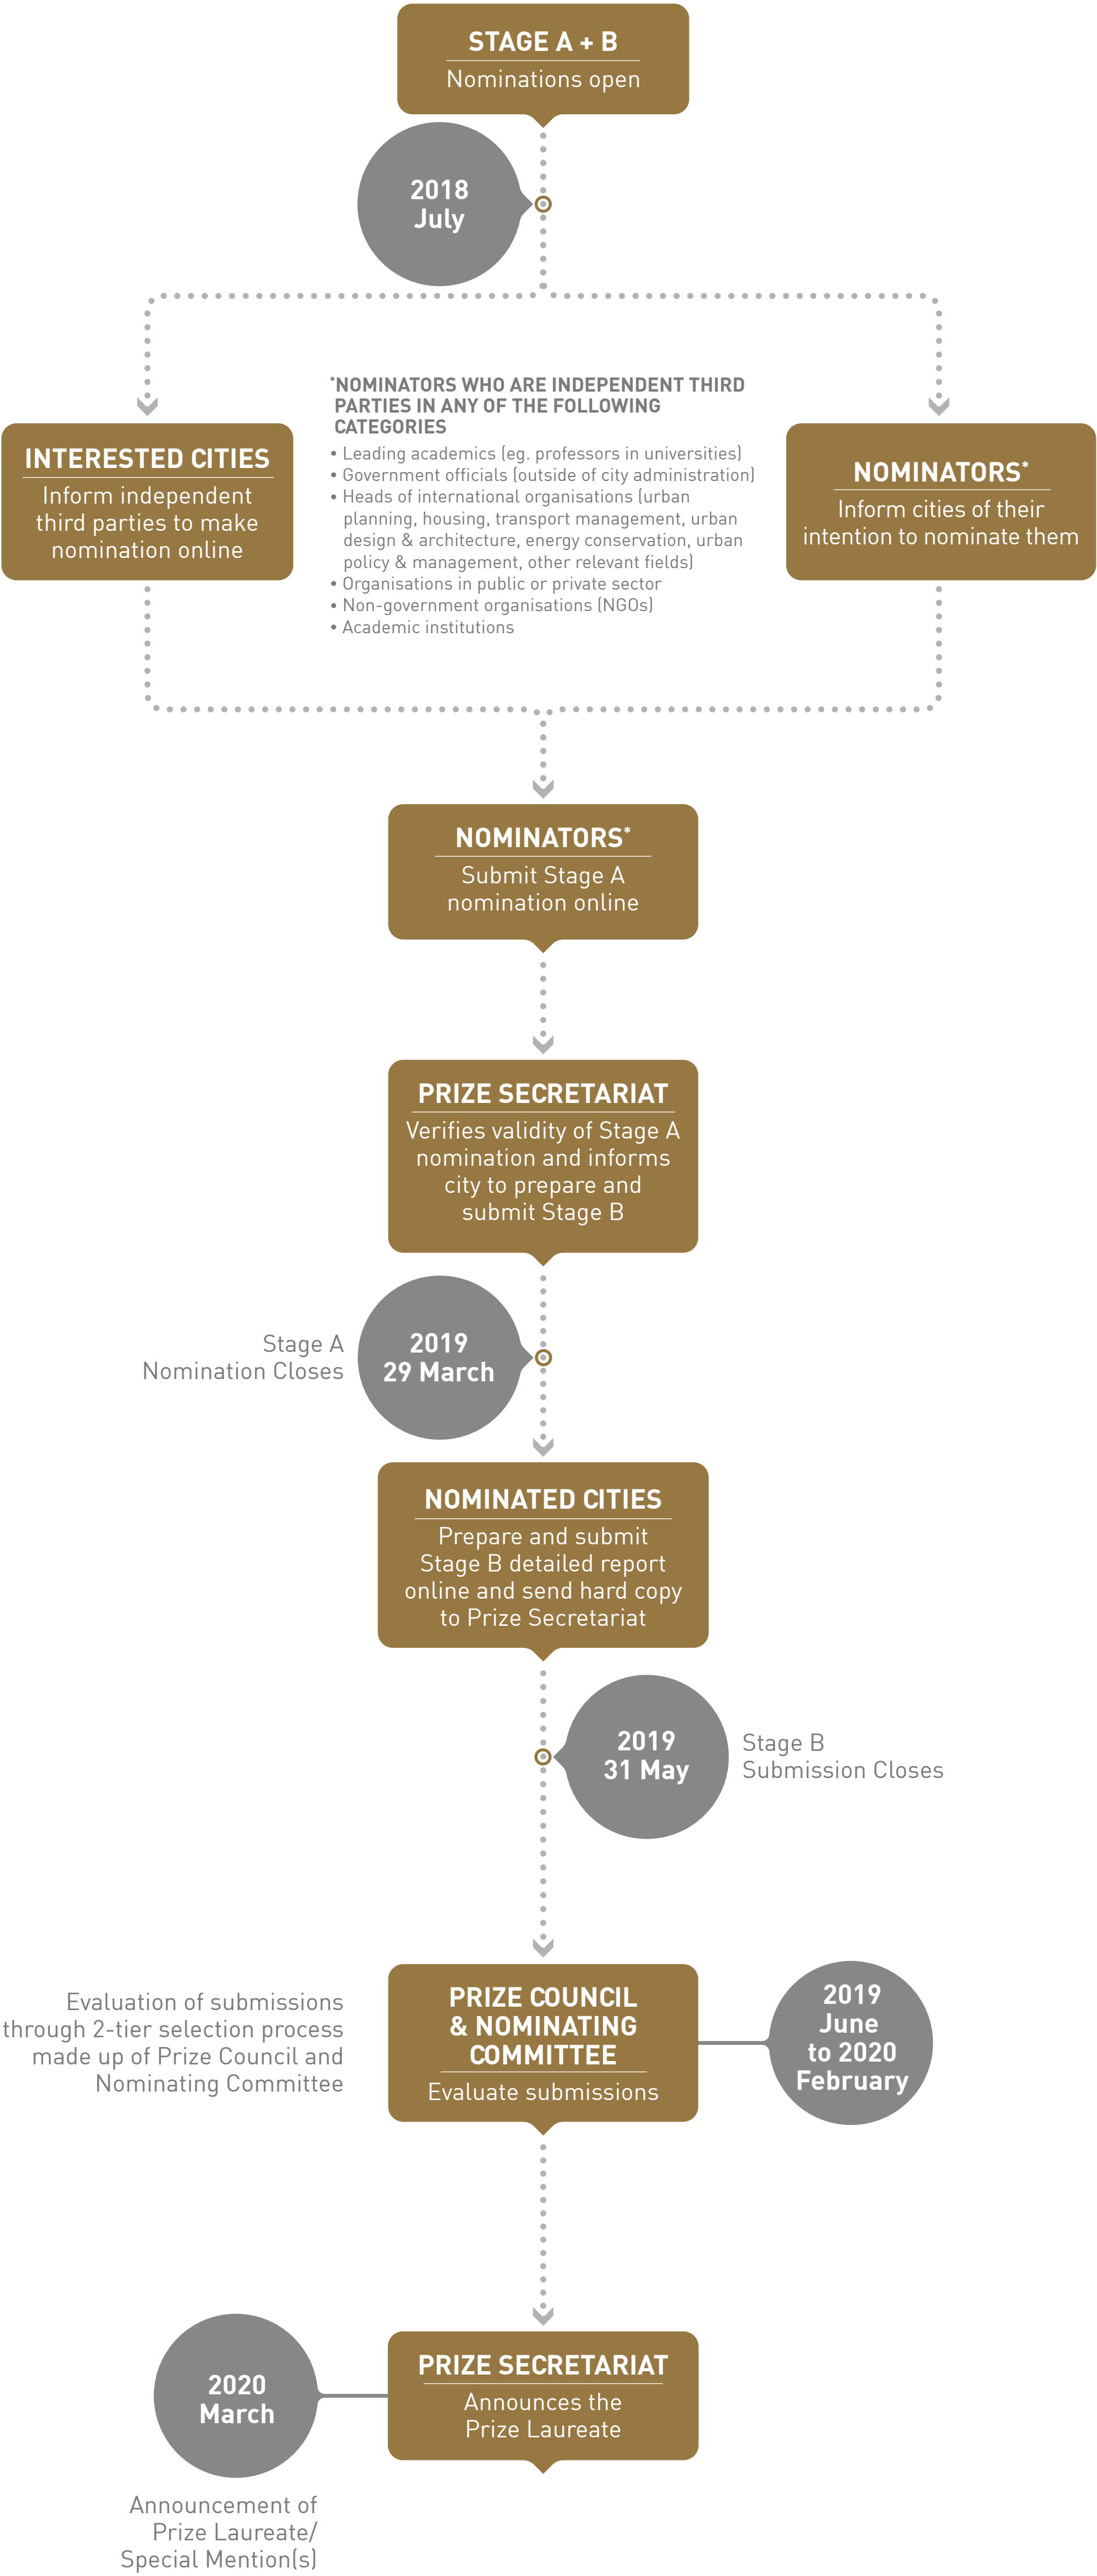 STAGE A + B
Nominations open
2018
July
*NOMINATORS WHO ARE INDEPENDENT THIRD
PARTIES IN ANY OF THE FOLLOWING
CATEGORIES
• Leading academics (eg. professors in universities)
• Government officials (outside of city administration)
• Heads of international organisations (urban
planning, housing, transport management, urban
design & architecture, energy conservation, urban
policy & management, other relevant fields)
• Organisations in public or private sector
• Non-government organisations (NGOs)
• Academic institutions
INTERESTED CITIES
Inform independent
third parties to make
nomination online
NOMINATORS*
Inform cities of their
intention to nominate them
NOMINATORS*
Submit Stage A
nomination online
PRIZE SECRETARIAT
Verifies validity of Stage A
nomination and informs
city to prepare and
submit Stage B
Stage A
Nomination Closes
2019
29 March
NOMINATED CITIES
Prepare and submit
Stage B detailed report
online and send hard copy
to Prize Secretariat
2019
31 May
Stage B
Submission Closes
Evaluation of submissions
through 2-tier selection process
made up of Prize Council and
Nominating Committee
PRIZE COUNCIL
& NOMINATING
COMMITTEE
Evaluate submissions
2019
June
to 2020
February
2020
March
PRIZE SECRETARIAT
Announces the
Prize Laureate
Announcement of
Prize Laureate/
Special Mention(s)